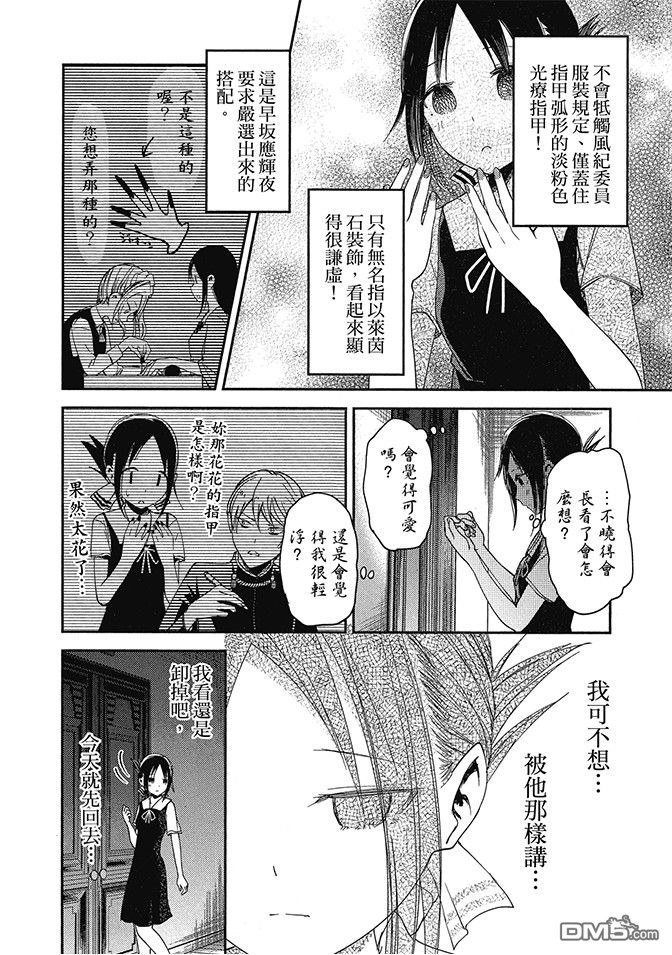 不會牴觸風紀委員
服裝規定、僅蓋住
指甲弧形的淡粉色
光療指甲！
只有無名指以萊茵
石裝飾，看起來顯
得很謙虛！
這是早坂應輝夜
要求嚴選出來的
搭配。
不是這種的
喔？
您想弄那種的？
…不曉得會
長看了會怎
麼想？
會覺得可愛
嗎？
還是會覺
得我很輕
浮？
妳那花花的指甲
是怎樣啊？
果然太花了…
我可不想…
被他那樣講…
我看還是
卸掉吧，
今天就先回去…
DM5.com